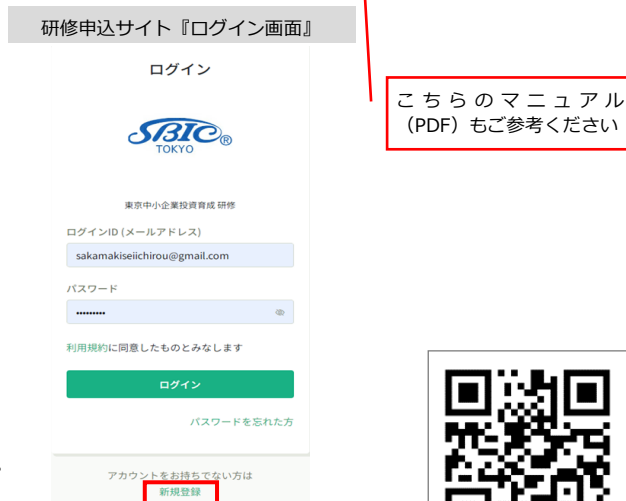 研修申込サイト『ログイン画面』
ログイン
SBIC®
TOKYO
東京中小企業投資育成 研修
ログインID (メールアドレス)
sakamakiseiichirou@gmail.com
パスワード
•••••••••
利用規約に同意したものとみなします
ログイン
パスワードを忘れた方
アカウントをお持ちでない方は
新規登録
こちらのマニュアル
（PDF）もご参考ください